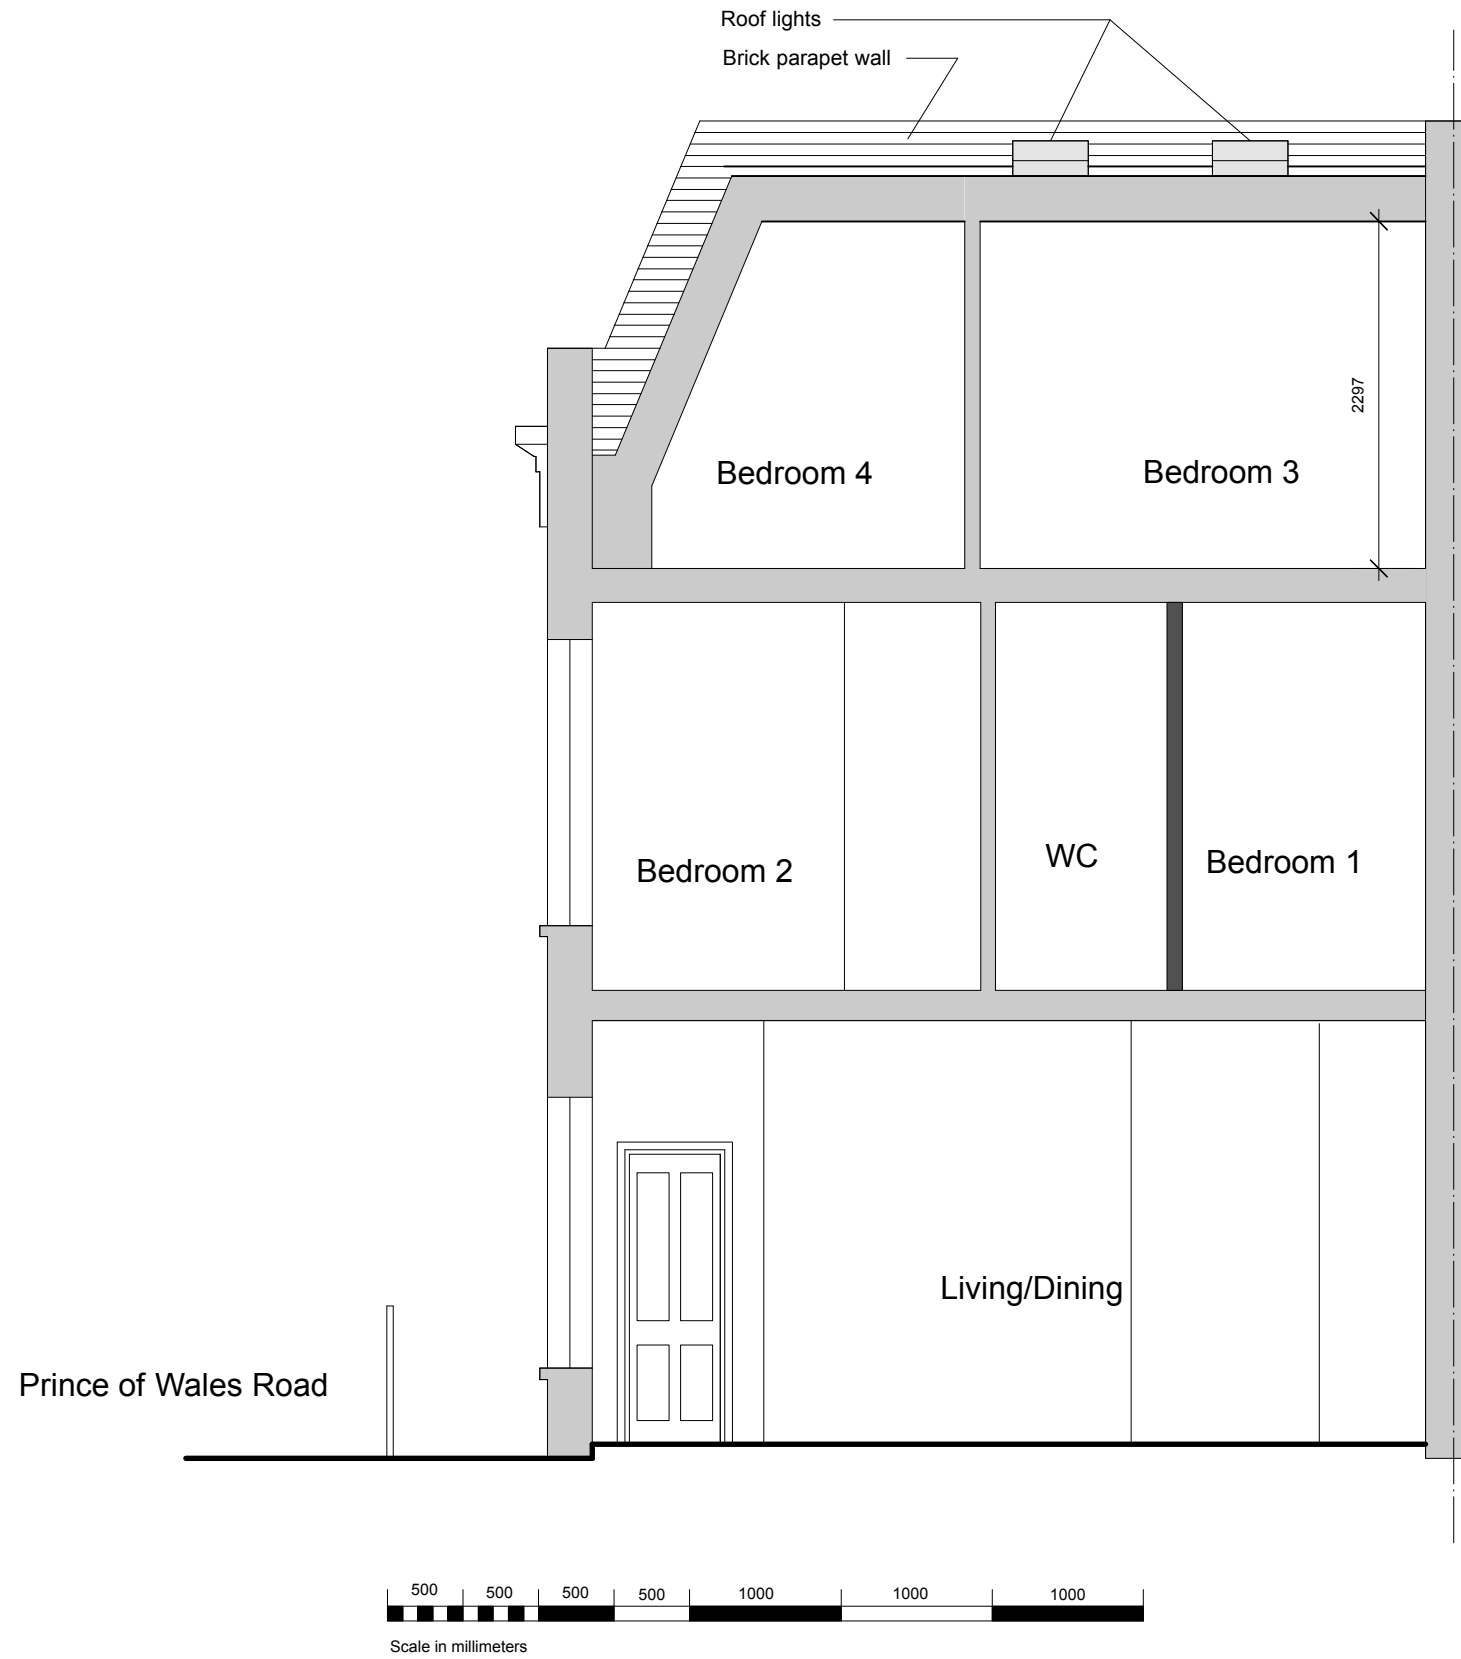 Roof lights
Brick parapet wall
2297
Bedroom 4
Bedroom 3
Bedroom 2
WC
Bedroom 1
Living/Dining
Prince of Wales Road
500 500 500 500 1000 1000 1000
Scale in millimeters